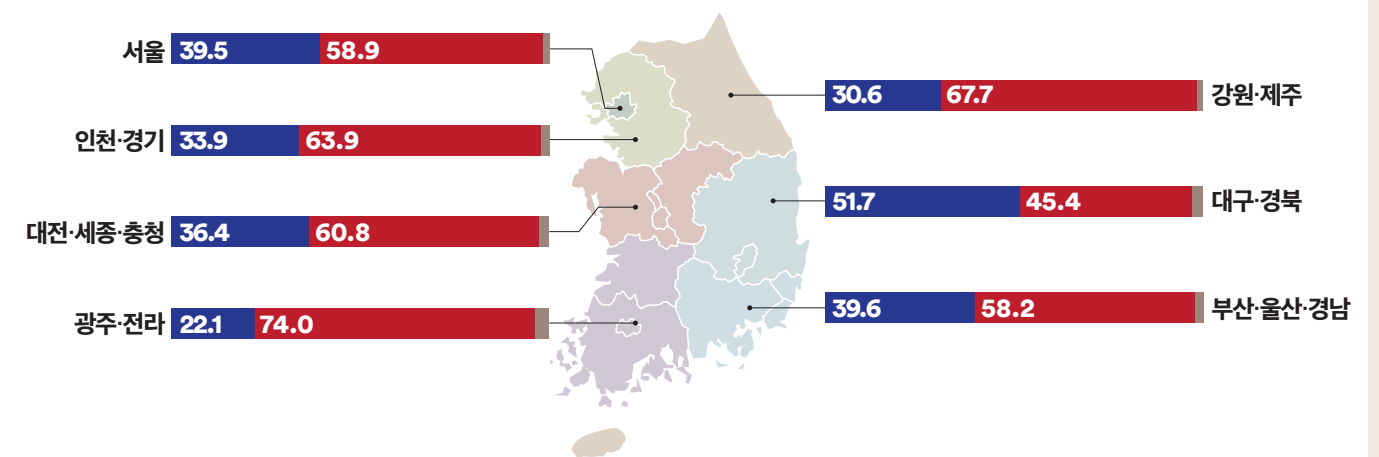 서울 39.5 58.9
인천·경기 33.9 63.9
대전·세종·충청 36.4 60.8
광주·전라 22.1 74.0
30.6 67.7 강원·제주
51.7 45.4 대구·경북
39.6 58.2 부산·울산·경남